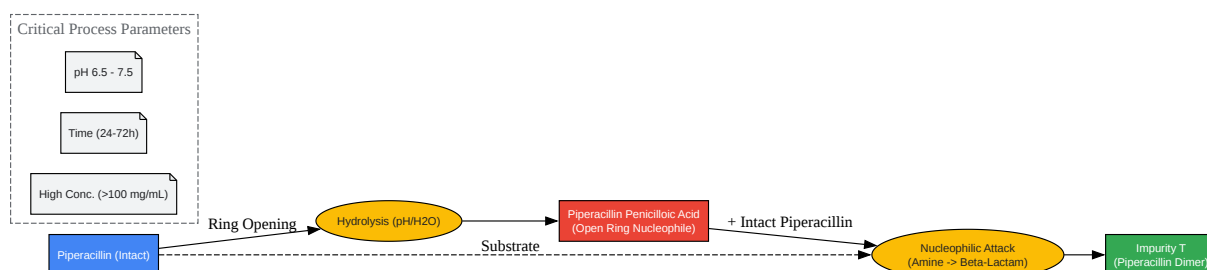 Critical Process Parameters
pH 6.5 - 7.5
Time (24-72h)
High Conc. (>100 mg/mL)
Piperacillin (Intact)
Ring Opening
Hydrolysis (pH/H2O)
Substrate
Piperacillin Penicilloic Acid
(Open Ring Nucleophile)
+ Intact Piperacillin
Nucleophilic Attack
(Amine -> Beta-Lactam)
Impurity T
(Piperacillin Dimer)